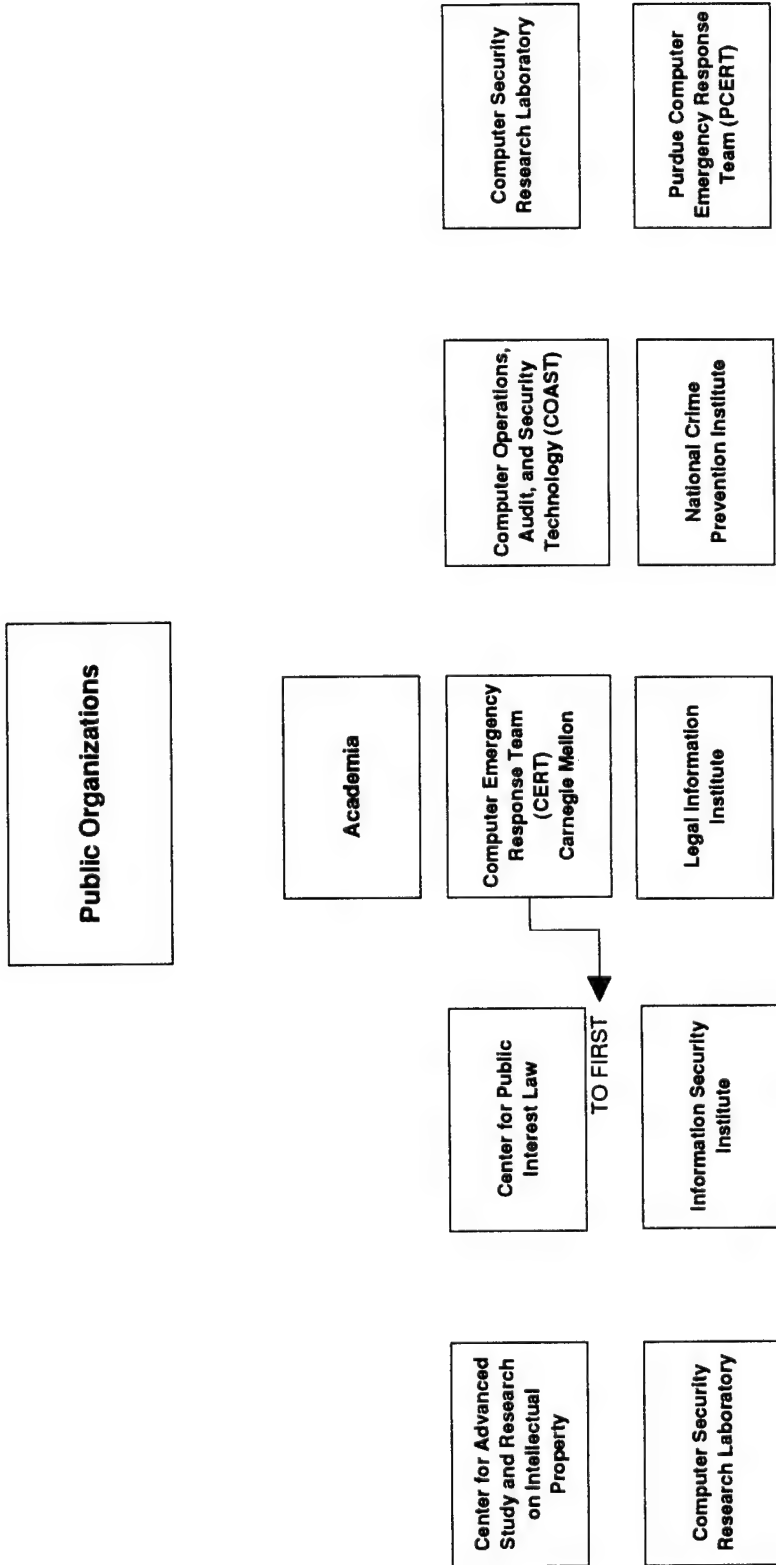 Public Organizations
Academia
Center for Advanced
Study and Research
on Intellectual
Property
Center for Public
Interest Law
Computer Emergency
Response Team
(CERT)
Carnegie Mellon
Computer Operations,
Audit, and Security
Technology (COAST)
Computer Security
Research Laboratory
TO FIRST
Computer Security
Research Laboratory
Information Security
Institute
Legal Information
Institute
National Crime
Prevention Institute
Purdue Computer
Emergency Response
Team (PCERT)